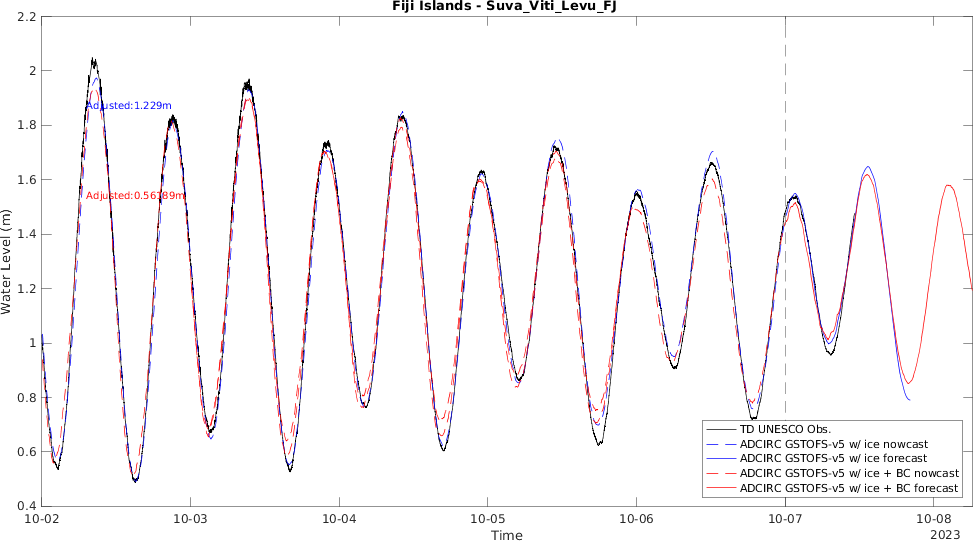 Fiji Islands - Suva_Viti_Levu_FJ
2.2
2
1.8
1.6
1.4
1.2
1
0.8
0.6
0.4
Water Level (m)
Adjusted:1.229m
Adjusted:0.56189m
TD UNESCO Obs.
ADCIRC GSTOFS-v5 w/ ice nowcast
ADCIRC GSTOFS-v5 w/ ice forecast
ADCIRC GSTOFS-v5 w/ ice + BC nowcast
ADCIRC GSTOFS-v5 w/ ice + BC forecast
10-02 10-03 10-04 10-05 10-06 10-07 10-08
Time 2023